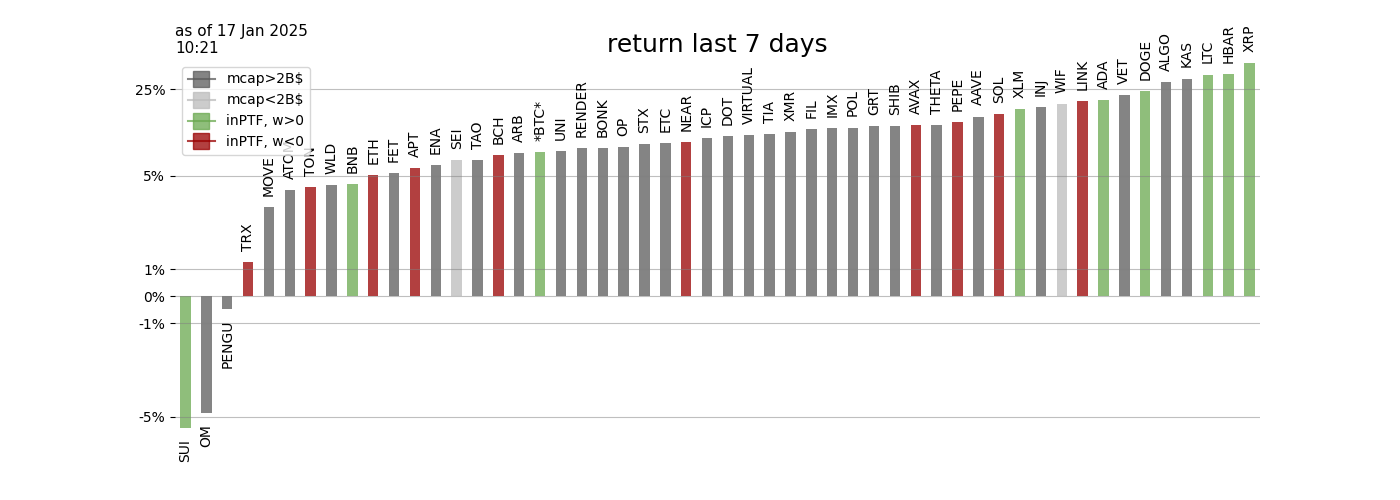 as of 17 Jan 2025
10:21
return last 7 days
mcap>2B$
mcap<2B$
inPTF, w>0
inPTF, w<0
25%
5%
1%
0%
-1%
-5%
SUI
OM
PENGU
TRX
MOVE
ATOM
TON
WLD
BNB
ETH
FET
APT
ENA
SEI
TAO
BCH
ARB
*BTC*
UNI
RENDER
BONK
OP
STX
ETC
NEAR
ICP
DOT
VIRTUAL
TIA
XMR
FIL
IMX
POL
GRT
SHIB
AVAX
THETA
PEPE
AAVE
SOL
XLM
INJ
WIF
LINK
ADA
VET
DOGE
ALGO
KAS
LTC
HBAR
XRP